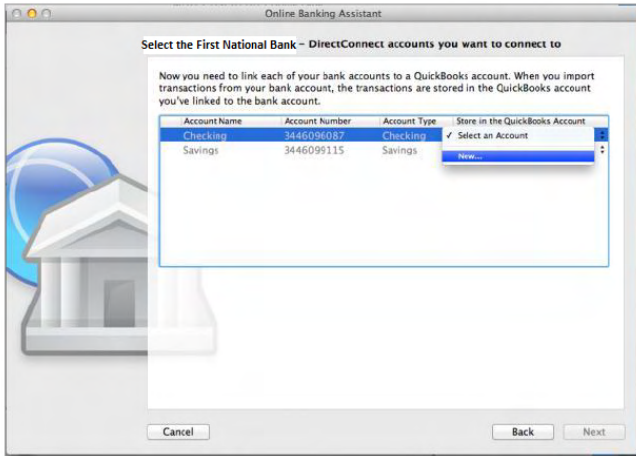 Online Banking Assistant
Select the First National Bank – DirectConnect accounts you want to connect to
Now you need to link each of your bank accounts to a QuickBooks account. When you import
transactions from your bank account, the transactions are stored in the QuickBooks account
you've linked to the bank account.
Account Name Account Number Account Type Store in the QuickBooks Account
Checking 3446096087 Checking ✓ Select an Account
Savings 3446099115 Savings New...
Cancel Back Next